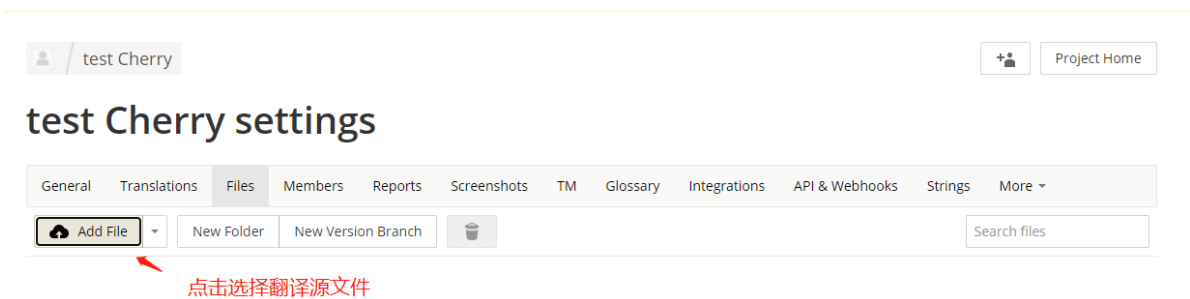 test Cherry
Project Home
test Cherry settings
General Translations Files Members Reports Screenshots TM Glossary Integrations API & Webhooks Strings More
Add File New Folder New Version Branch Search files
点击选择翻译源文件